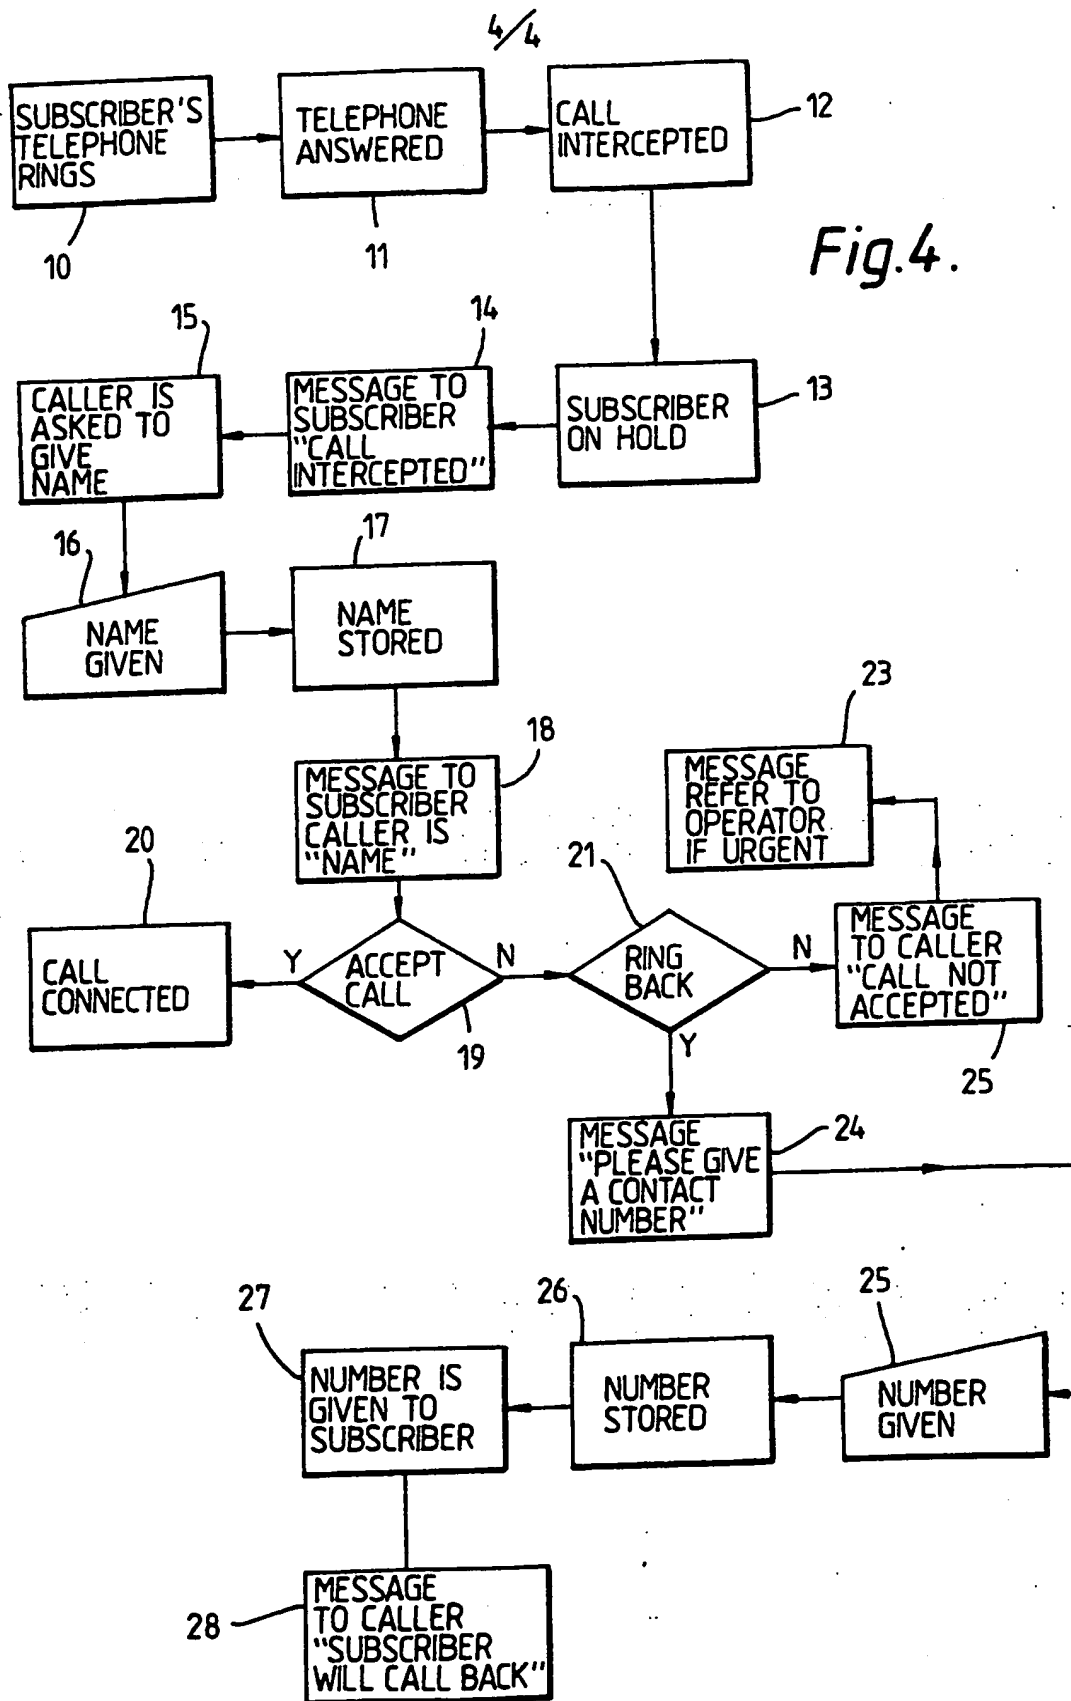 4/4
SUBSCRIBER'S
TELEPHONE
RINGS
10
TELEPHONE
ANSWERED
11
CALL
INTERCEPTED
12
Fig.4.
15
CALLER IS
ASKED TO
GIVE
NAME
14
MESSAGE TO
SUBSCRIBER
"CALL
INTERCEPTED"
SUBSCRIBER
ON HOLD
13
16
NAME
GIVEN
17
NAME
STORED
18
MESSAGE TO
SUBSCRIBER
CALLER IS
"NAME"
23
MESSAGE
REFER TO
OPERATOR
IF URGENT
20
CALL
CONNECTED
Y
ACCEPT
CALL
N
19
21
RING
BACK
N
Y
MESSAGE
TO CALLER
"CALL NOT
ACCEPTED"
25
MESSAGE
"PLEASE GIVE
A CONTACT
NUMBER"
24
27
NUMBER IS
GIVEN TO
SUBSCRIBER
26
NUMBER
STORED
25
NUMBER
GIVEN
28
MESSAGE
TO CALLER
"SUBSCRIBER
WILL CALL BACK"